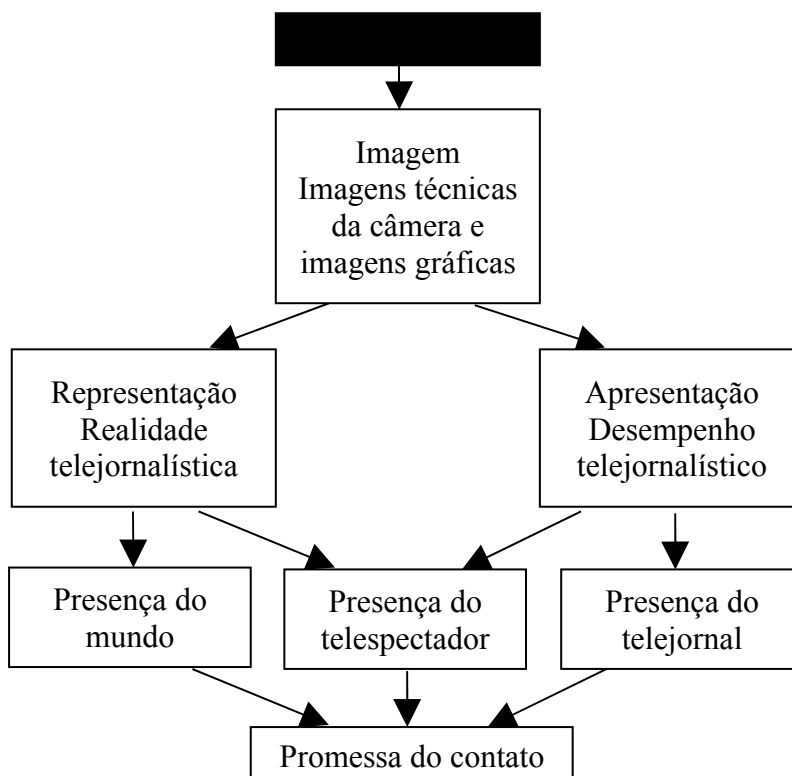 Imagem
Imagens técnicas
da câmera e
imagens gráficas
Representação
Realidade
telejornalística
Apresentação
Desempenho
telejornalístico
Presença do
mundo
Presença do
telespectador
Presença do
telejornal
Promessa do contato